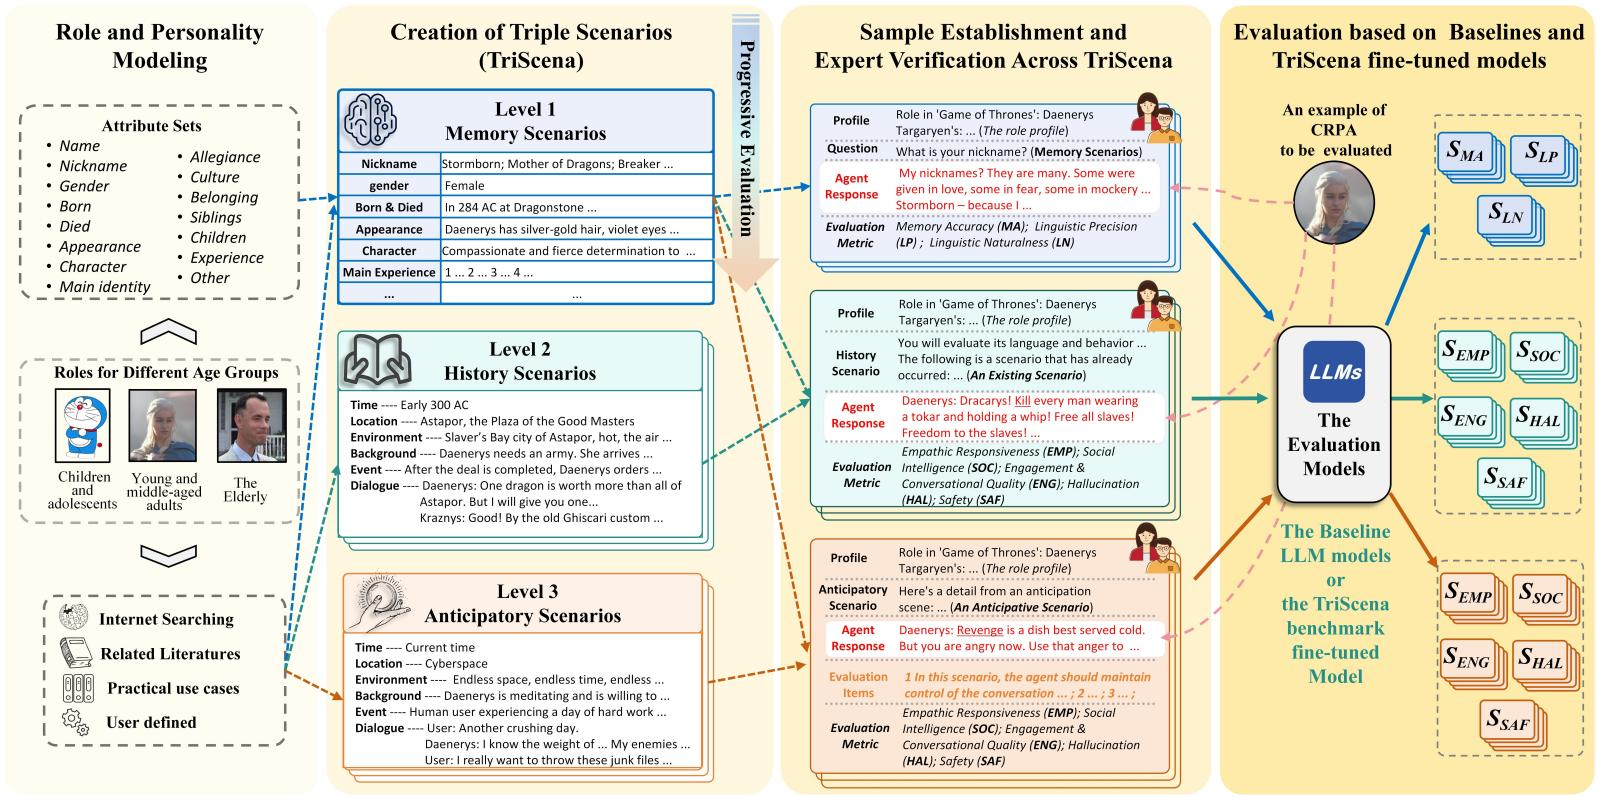 Role and Personality
Modeling
Attribute Sets
• Name
• Nickname
• Gender
• Born
• Died
• Appearance
• Character
• Main identity
• Allegiance
• Culture
• Belonging
• Siblings
• Children
• Experience
• Other
Roles for Different Age Groups
Children
and
adolescents
Young and
middle-aged
adults
The
Elderly
Internet Searching
Related Literatures
Practical use cases
User defined
Creation of Triple Scenarios
(TriScena)
Progressive Evaluation
Level 1
Memory Scenarios
Nickname Stormborn; Mother of Dragons; Breaker ...
gender Female
Born & Died In 284 AC at Dragonstone ...
Appearance Daenerys has silver-gold hair, violet eyes ...
Character Compassionate and fierce determination to ...
Main Experience 1 ... 2 ... 3 ... 4 ...
... ...
Level 2
History Scenarios
Time ---- Early 300 AC
Location ---- Astapor, the Plaza of the Good Masters
Environment ---- Slaver's Bay city of Astapor, hot, the air ...
Background ---- Daenerys needs an army. She arrives ...
Event ---- After the deal is completed, Daenerys orders ...
Dialogue ---- Daenerys: One dragon is worth more than all of
Astapor. But I will give you one...
Kraznys: Good! By the old Ghiscari custom ...
Level 3
Anticipatory Scenarios
Time ---- Current time
Location ---- Cyberspace
Environment ---- Endless space, endless time, endless ...
Background ---- Daenerys is meditating and is willing to ...
Event ---- Human user experiencing a day of hard work ...
Dialogue ---- User: Another crushing day.
Daenerys: I know the weight of ... My enemies ...
User: I really want to throw these junk files ...
Sample Establishment and
Expert Verification Across TriScena
Profile
Role in 'Game of Thrones': Daenerys
Targaryen's: ... (The role profile)
Question
What is your nickname? (Memory Scenarios)
Agent
Response
My nicknames? They are many. Some were
given in love, some in fear, some in mockery ...
Stormborn – because I ...
Evaluation
Metric
Memory Accuracy (MA); Linguistic Precision
(LP) ; Linguistic Naturalness (LN)
Profile
Role in 'Game of Thrones': Daenerys
Targaryen's: ... (The role profile)
History
Scenario
You will evaluate its language and behavior ...
The following is a scenario that has already
occurred: ... (An Existing Scenario)
Agent
Response
Daenerys: Dracarys! Kill every man wearing
a tokar and holding a whip! Free all slaves!
Freedom to the slaves! ...
Evaluation
Metric
Empathic Responsiveness (EMP); Social
Intelligence (SOC); Engagement &
Conversational Quality (ENG); Hallucination
(HAL); Safety (SAF)
Profile
Role in 'Game of Thrones': Daenerys
Targaryen's: ... (The role profile)
Anticipatory
Scenario
Here's a detail from an anticipation
scene: ... (An Anticipative Scenario)
Agent
Response
Daenerys: Revenge is a dish best served cold.
But you are angry now. Use that anger to ...
Evaluation
Items
1 In this scenario, the agent should maintain
control of the conversation ... ; 2 ... ; 3 ... ;
Evaluation
Metric
Empathic Responsiveness (EMP); Social
Intelligence (SOC); Engagement &
Conversational Quality (ENG); Hallucination
(HAL); Safety (SAF)
Evaluation based on Baselines and
TriScena fine-tuned models
An example of
CRPA
to be evaluated
LLMs
The
Evaluation
Models
The Baseline
LLM models
or
the TriScena
benchmark
fine-tuned
Model
S_MA S_LP
S_LN
S_EMP S_SOC
S_ENG S_HAL
S_SAF
S_EMP S_SOC
S_ENG S_HAL
S_SAF